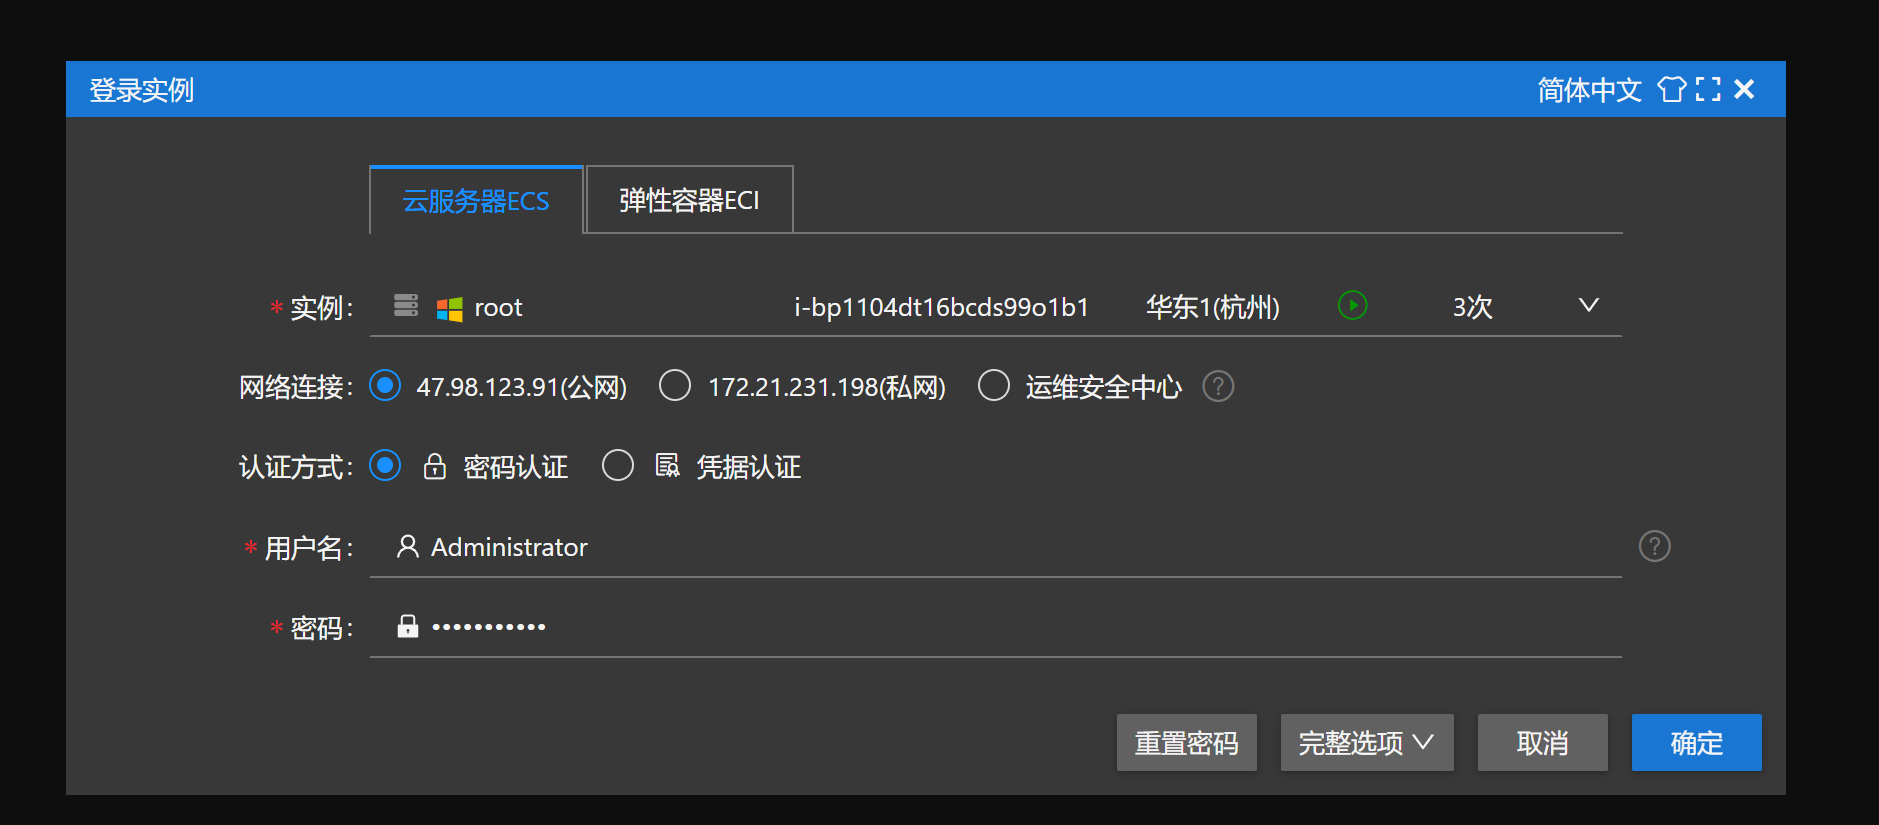 登录实例 简体中文
云服务器ECS 弹性容器ECI
* 实例: root i-bp1104dt16bcds99o1b1 华东1(杭州) 3次
网络连接: 47.98.123.91(公网) 172.21.231.198(私网) 运维安全中心 ?
认证方式: 密码认证 凭据认证
* 用户名: Administrator ?
* 密码: •••••••••••
重置密码 完整选项 取消 确定